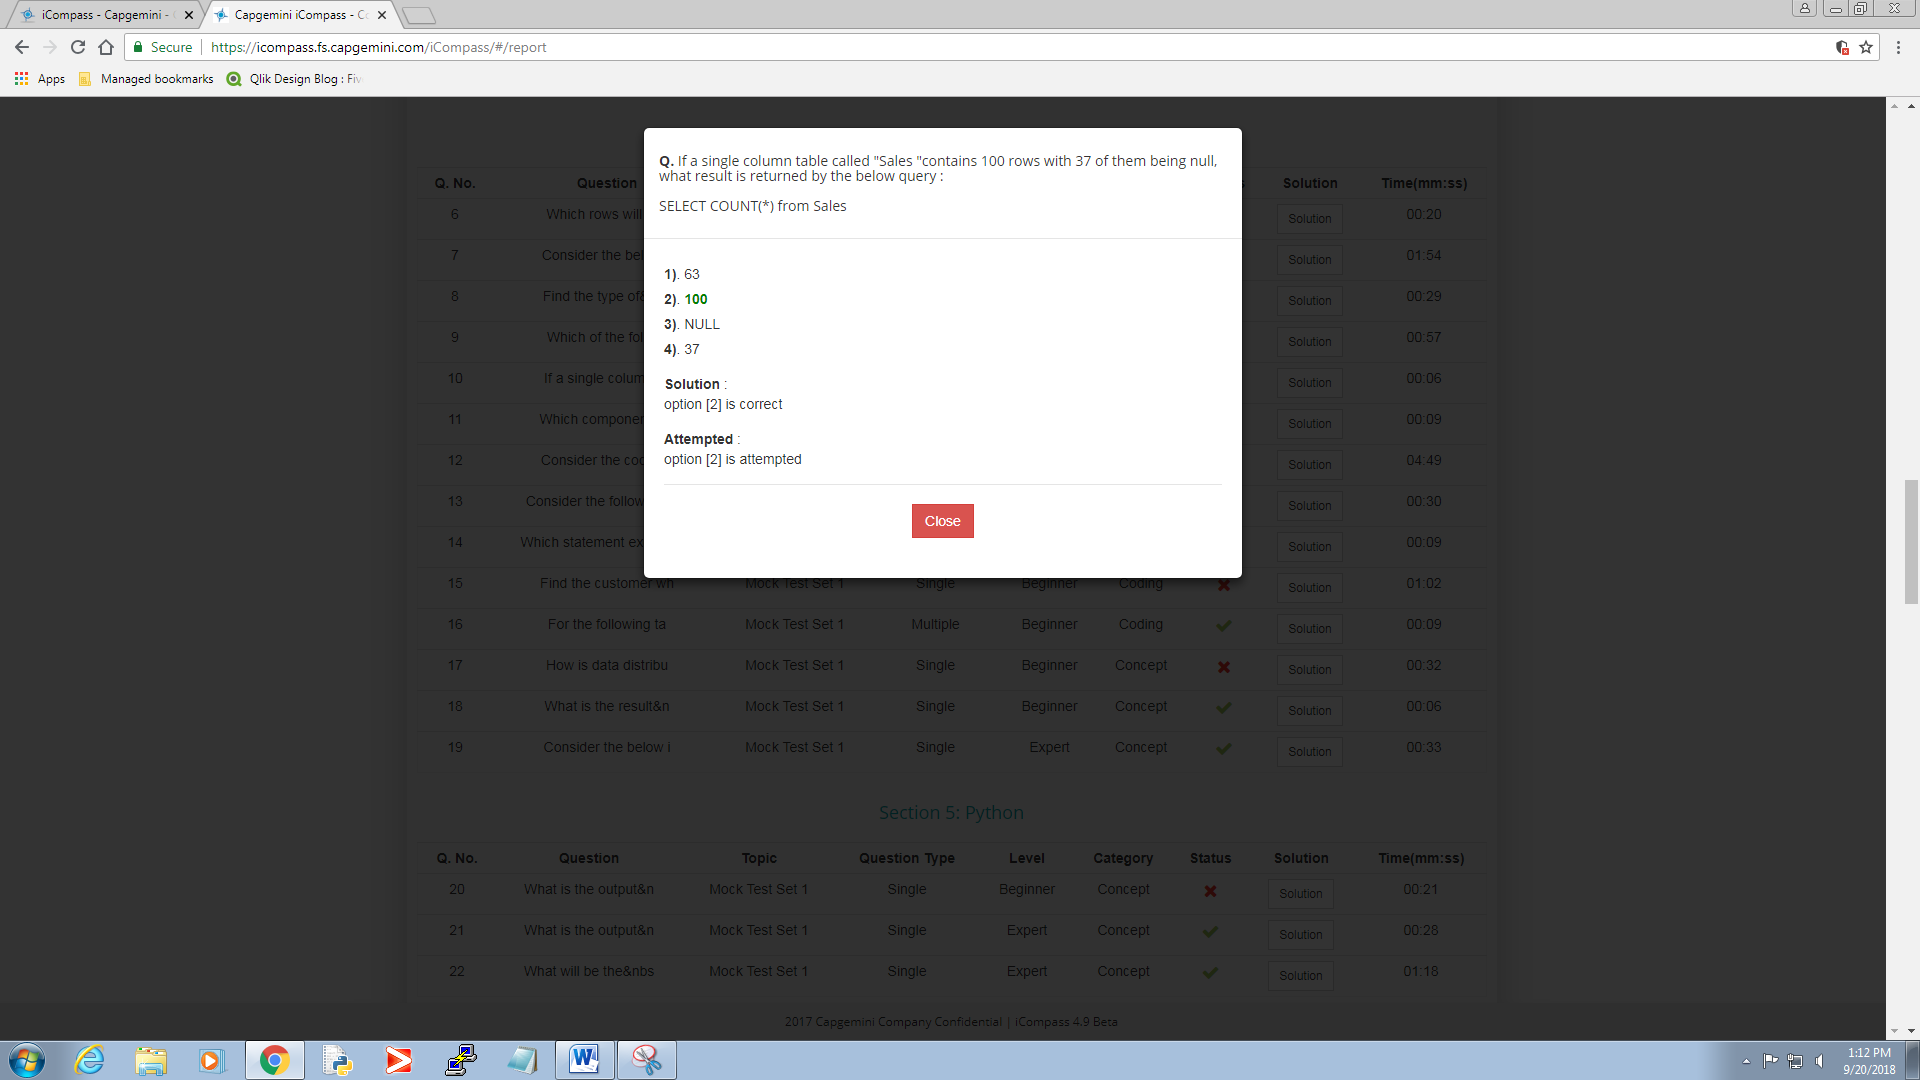 iCompass - Capgemini -
Capgemini iCompass - Co
Secure https://icompass.fs.capgemini.com/iCompass/#/report
Apps Managed bookmarks Qlik Design Blog : Fiv
Q. If a single column table called "Sales "contains 100 rows with 37 of them being null,
what result is returned by the below query :
SELECT COUNT(*) from Sales
1). 63
2). 100
3). NULL
4). 37
Solution :
option [2] is correct
Attempted :
option [2] is attempted
Close
Q. No. Question Solution Time(mm:ss)
6 Which rows will Solution 00:20
7 Consider the bel Solution 01:54
8 Find the type of& Solution 00:29
9 Which of the fol Solution 00:57
10 If a single colum Solution 00:06
11 Which componen Solution 00:09
12 Consider the coo Solution 04:49
13 Consider the follow Solution 00:30
14 Which statement ex Solution 00:09
15 Find the customer wh Mock Test Set 1 Single Beginner Coding Solution 01:02
16 For the following ta Mock Test Set 1 Multiple Beginner Coding Solution 00:09
17 How is data distribu Mock Test Set 1 Single Beginner Concept Solution 00:32
18 What is the result&n Mock Test Set 1 Single Beginner Concept Solution 00:06
19 Consider the below i Mock Test Set 1 Single Expert Concept Solution 00:33
Section 5: Python
Q. No. Question Topic Question Type Level Category Status Solution Time(mm:ss)
20 What is the output&n Mock Test Set 1 Single Beginner Concept Solution 00:21
21 What is the output&n Mock Test Set 1 Single Expert Concept Solution 00:28
22 What will be the&nbs Mock Test Set 1 Single Expert Concept Solution 01:18
2017 Capgemini Company Confidential | iCompass 4.9 Beta
1:12 PM
9/20/2018